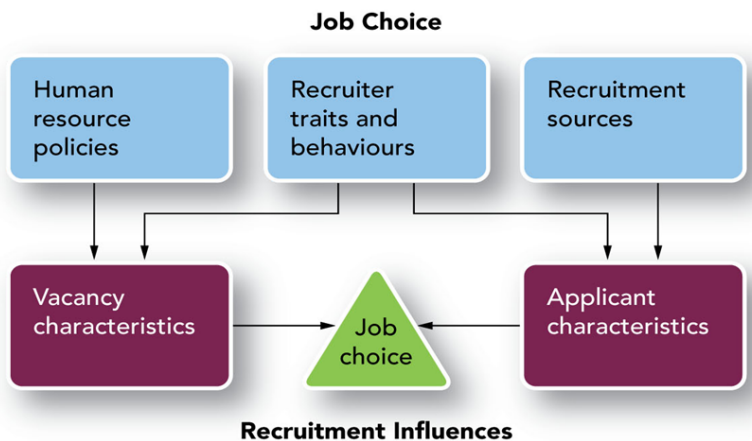 Job Choice
Human
resource
policies
Recruiter
traits and
behaviours
Recruitment
sources
Vacancy
characteristics
Job
choice
Applicant
characteristics
Recruitment Influences